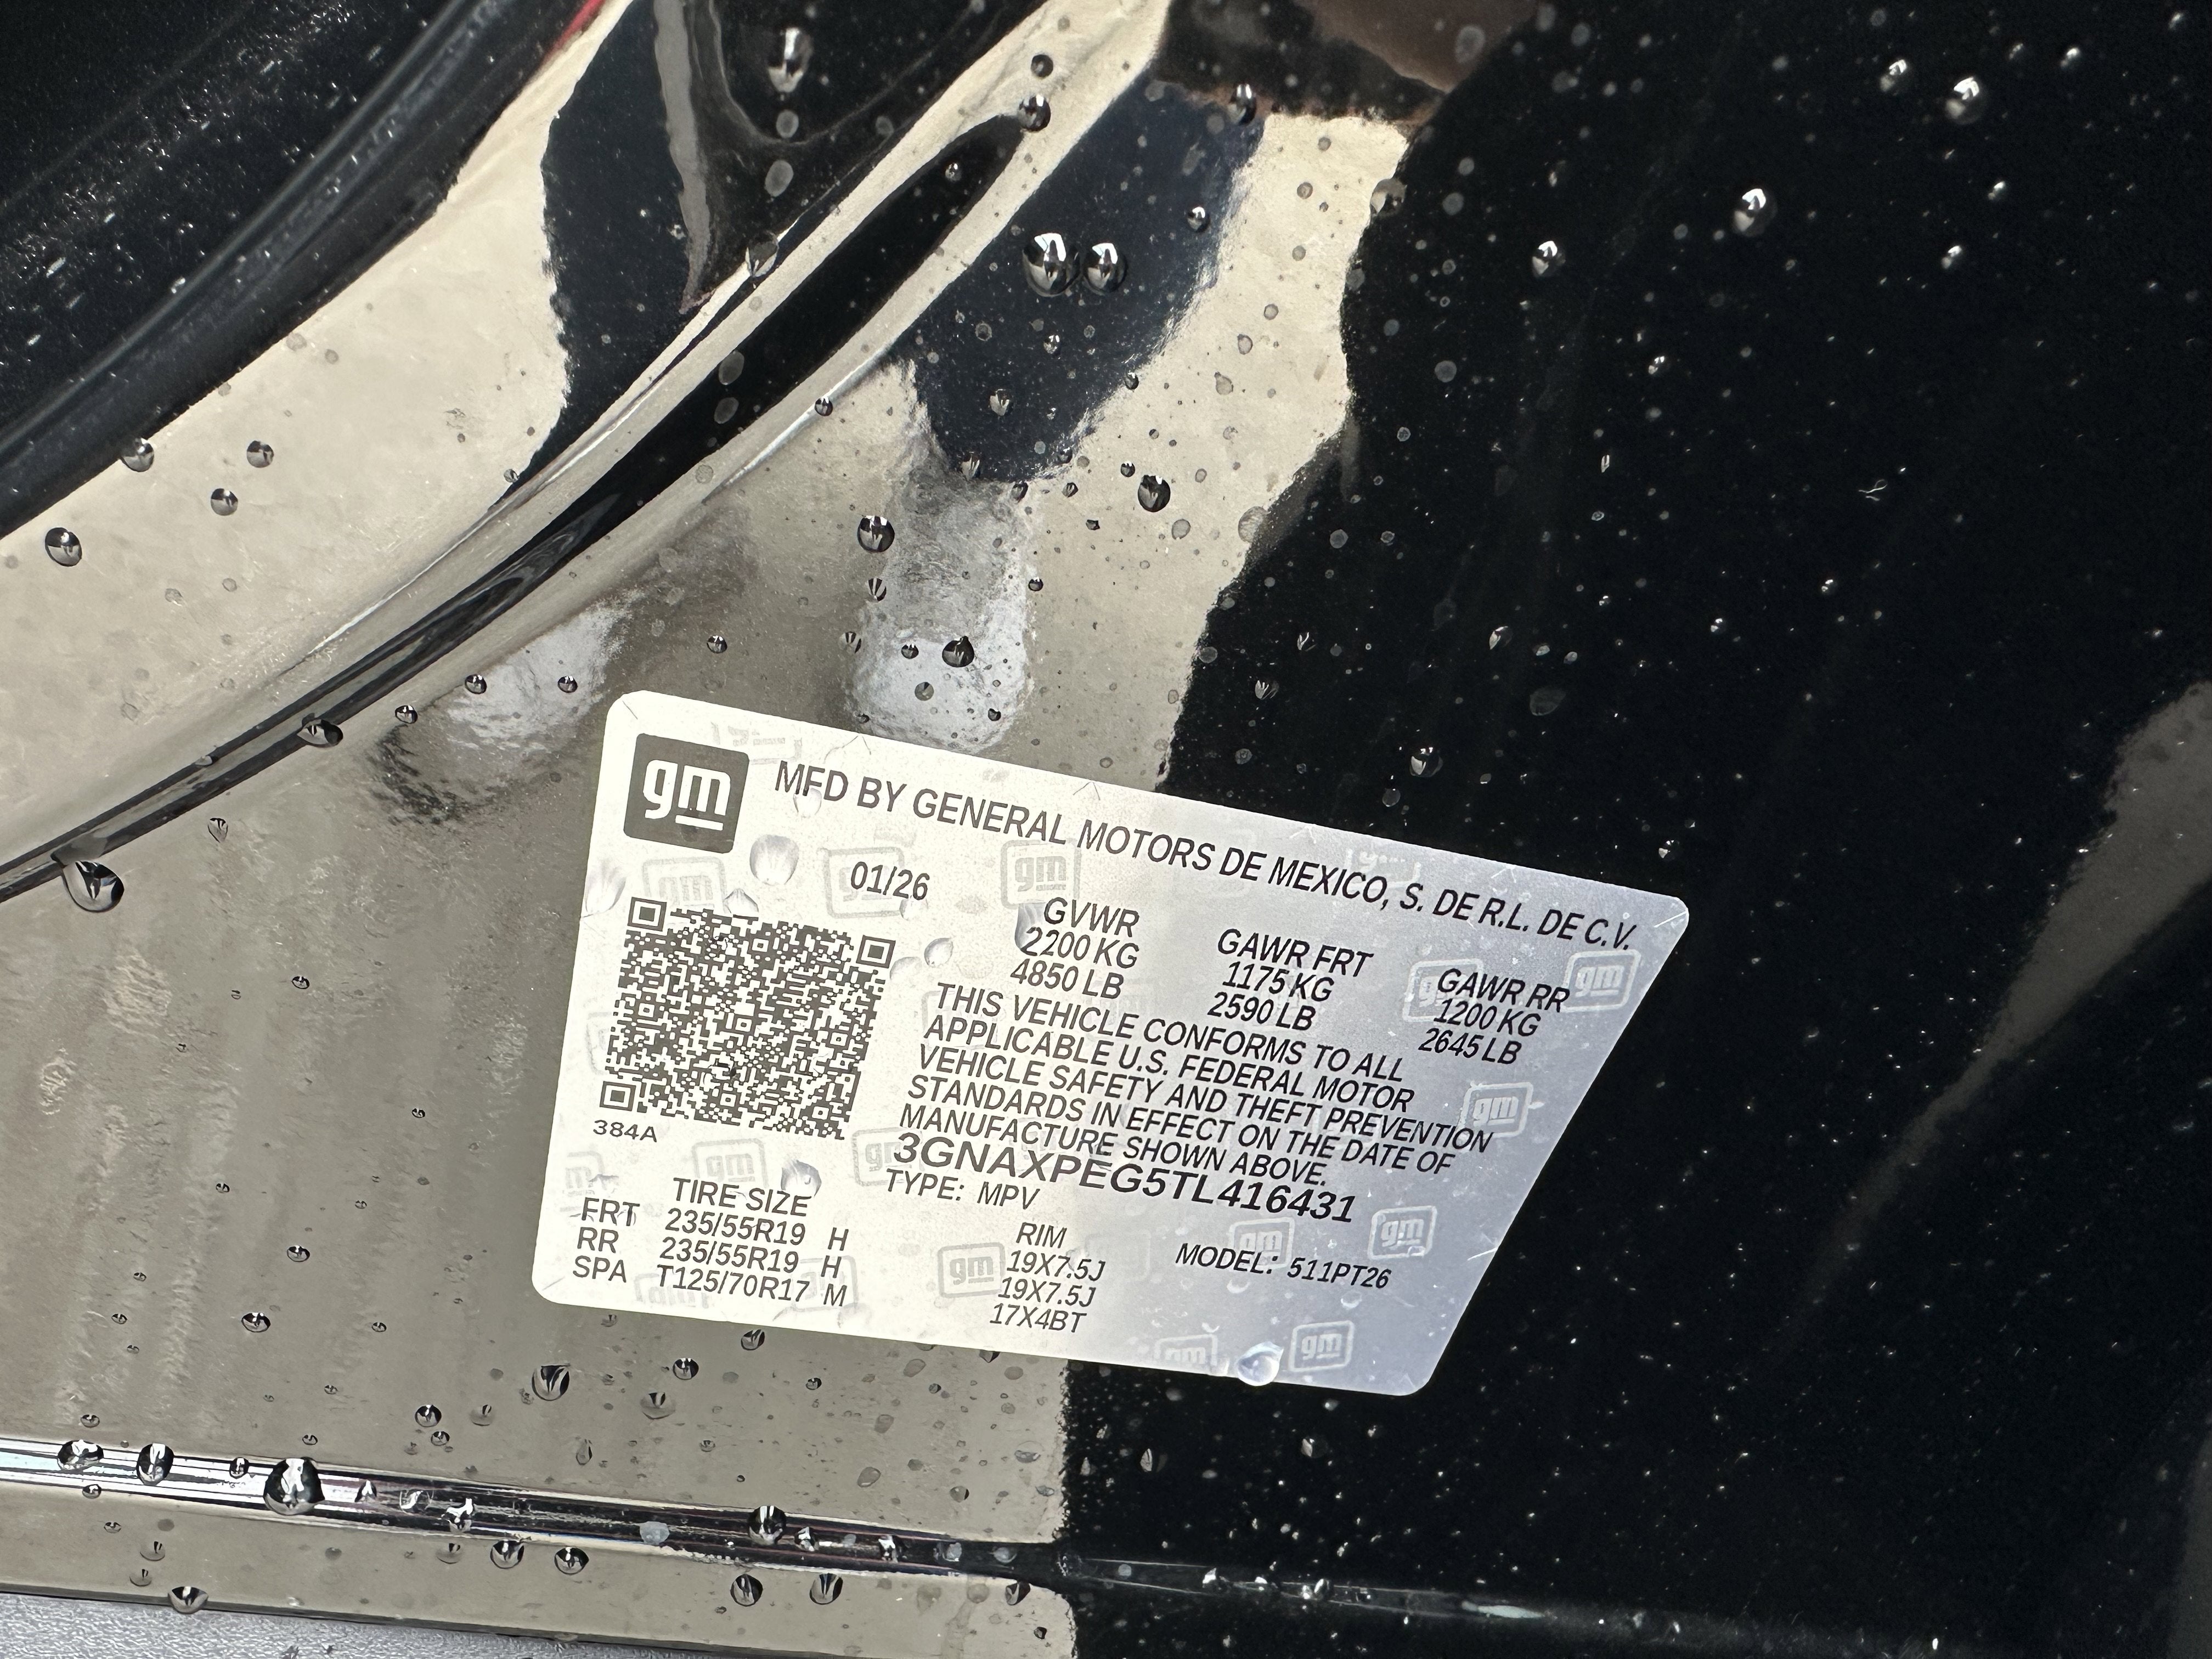 gm MFD BY GENERAL MOTORS DE MEXICO, S. DE R.L. DE C.V.
01/26
GVWR GAWR FRT GAWR RR
2200 KG 1175 KG 1200 KG
4850 LB 2590 LB 2645 LB
THIS VEHICLE CONFORMS TO ALL
APPLICABLE U.S. FEDERAL MOTOR
VEHICLE SAFETY AND THEFT PREVENTION
STANDARDS IN EFFECT ON THE DATE OF
MANUFACTURE SHOWN ABOVE.
3GNAXPEG5TL416431
TYPE: MPV
384A
TIRE SIZE RIM MODEL: 511PT26
FRT 235/55R19 H 19X7.5J
RR 235/55R19 H 19X7.5J
SPA T125/70R17 M 17X4BT